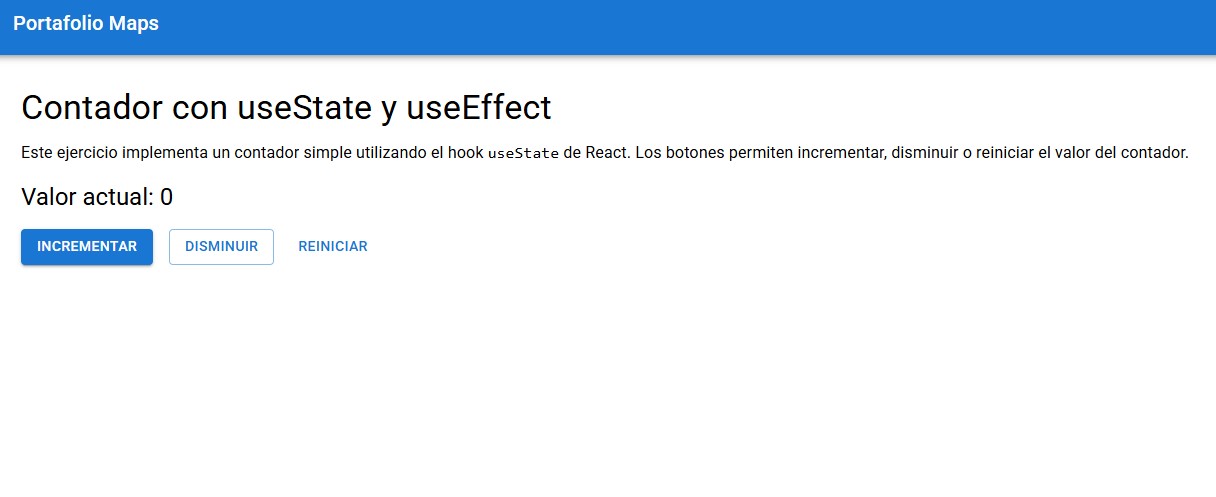 Portafolio Maps
Contador con useState y useEffect
Este ejercicio implementa un contador simple utilizando el hook useState de React. Los botones permiten incrementar, disminuir o reiniciar el valor del contador.
Valor actual: 0
INCREMENTAR DISMINUIR REINICIAR